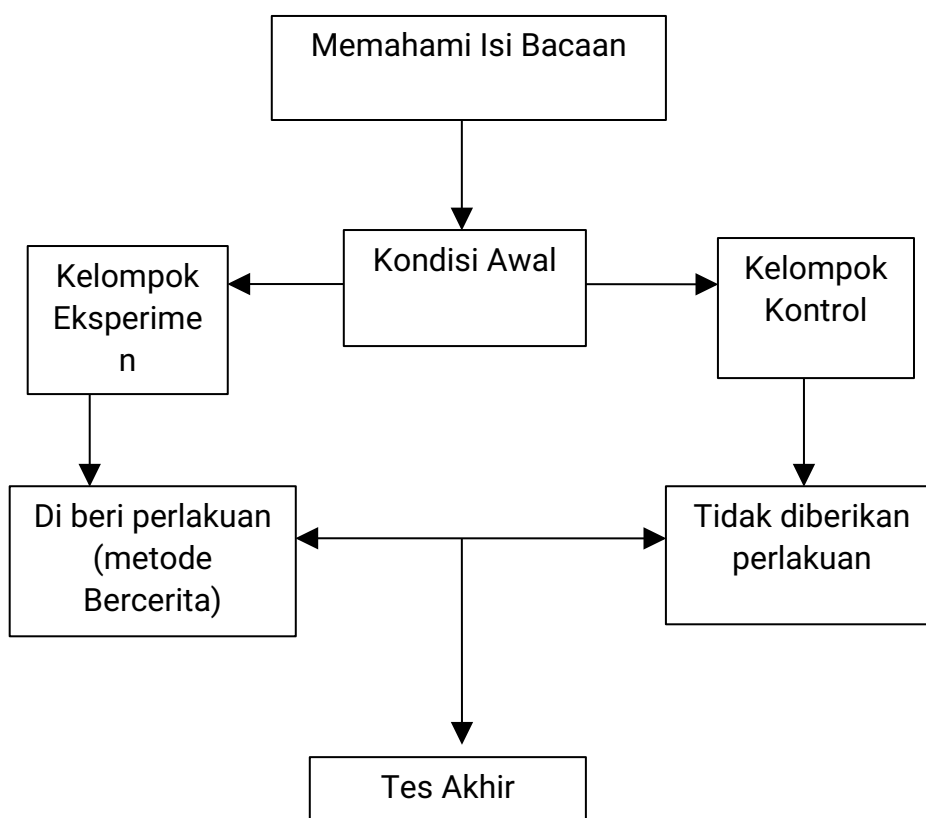 Memahami Isi Bacaan
Kondisi Awal
Kelompok
Eksperime
n
Kelompok
Kontrol
Di beri perlakuan
(metode
Bercerita)
Tidak diberikan
perlakuan
Tes Akhir